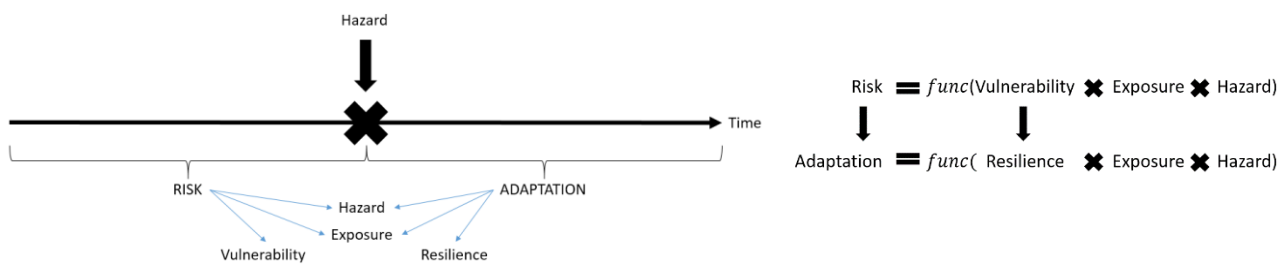 Hazard
Time
RISK
ADAPTATION
Hazard
Exposure
Vulnerability
Resilience
Risk = func(Vulnerability ✖ Exposure ✖ Hazard)
Adaptation = func( Resilience ✖ Exposure ✖ Hazard)